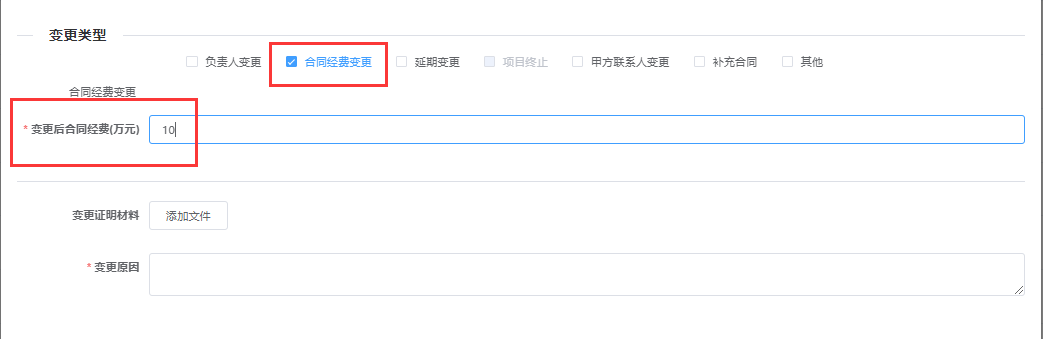 变更类型
负责人变更 合同经费变更 延期变更 项目终止 甲方联系人变更 补充合同 其他
合同经费变更
* 变更后合同经费(万元) 10
变更证明材料 添加文件
* 变更原因